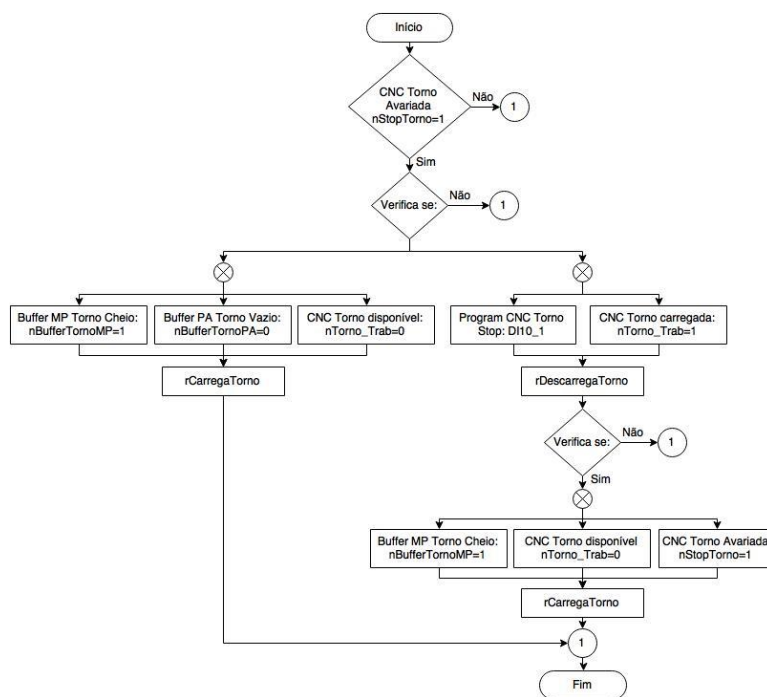 Início
CNC Torno
Avariada
nStopTorno=1
Não
1
Sim
Verifica se:
Não
1
Buffer MP Torno Cheio:
nBufferTornoMP=1
Buffer PA Torno Vazio:
nBufferTornoPA=0
CNC Torno disponível:
nTorno_Trab=0
Program CNC Torno
Stop: DI10_1
CNC Torno carregada:
nTorno_Trab=1
rCarregaTorno
rDescarregaTorno
Verifica se:
Não
1
Sim
Buffer MP Torno Cheio:
nBufferTornoMP=1
CNC Torno disponível
nTorno_Trab=0
CNC Torno Avariada
nStopTorno=1
rCarregaTorno
1
Fim